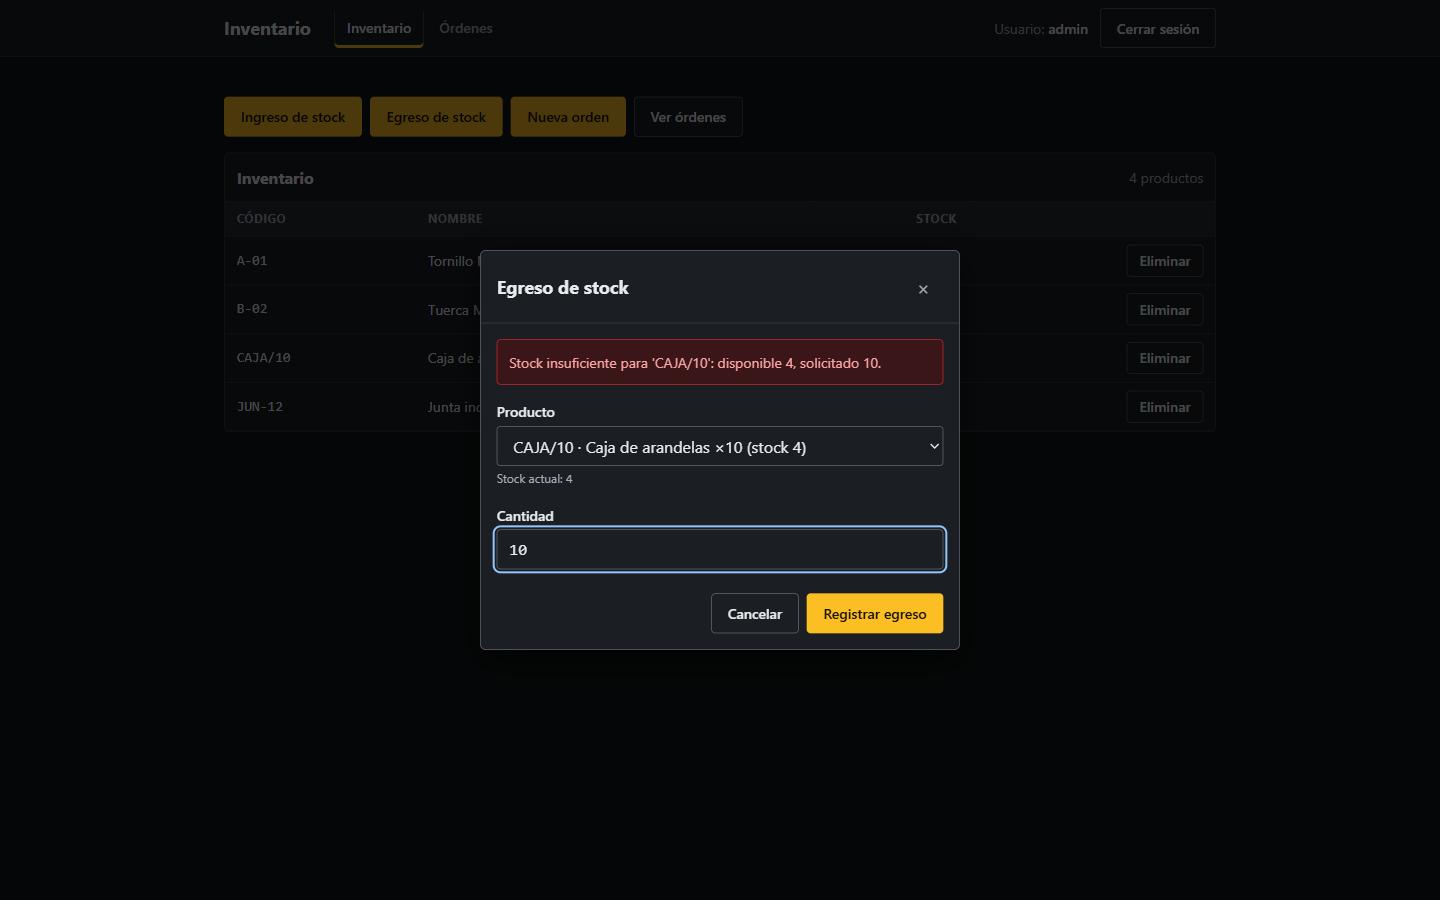 Inventario Inventario Órdenes Usuario: admin Cerrar sesión
Ingreso de stock Egreso de stock Nueva orden Ver órdenes
Inventario 4 productos
CÓDIGO NOMBRE STOCK
A-01 Tornillo Eliminar
B-02 Tuerca Eliminar
CAJA/10 Caja de Eliminar
JUN-12 Junta Eliminar
Egreso de stock ×
Stock insuficiente para 'CAJA/10': disponible 4, solicitado 10.
Producto
CAJA/10 · Caja de arandelas ×10 (stock 4)
Stock actual: 4
Cantidad
10
Cancelar Registrar egreso